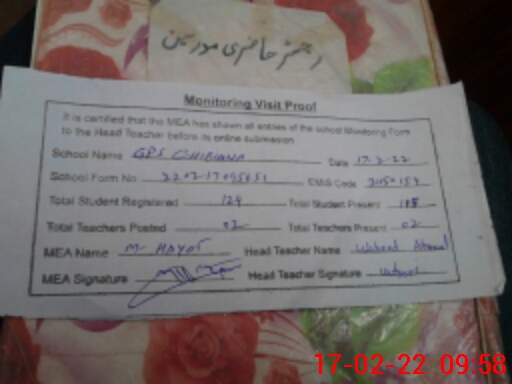 رجسٹر حاضری مدرسین
Monitoring Visit Proof
It is certified that the MEA has shown all entries of the school Monitoring Form
to the Head Teacher before its online submission
School Name GPS CHIBIANA Date 17-2-22
School Form No EMIS Code
Total Student Registered 124 Total Student Present
Total Teachers Posted 02 Total Teachers Present 02
MEA Name M. HAYAT Head Teacher Name Waheed Ahmad
MEA Signature Head Teacher Signature
17-02-22 09:58